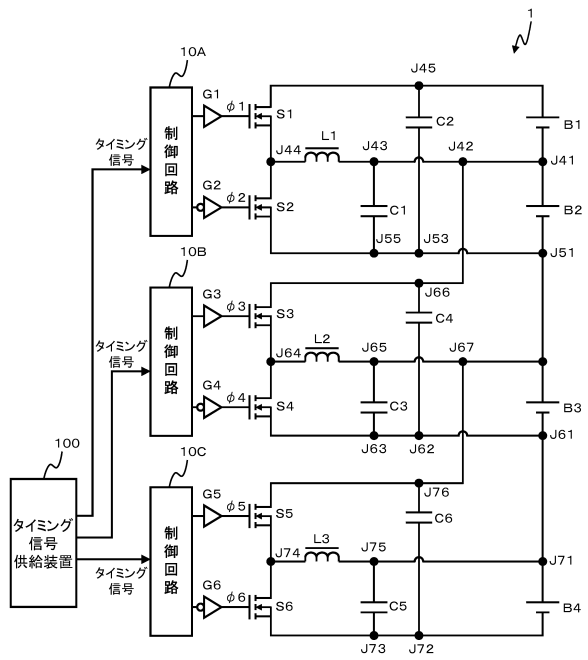 1
10A
J45
G1
φ1
S1
制御回路
C2
B1
タイミング
信号
J44
L1
J43
J42
J41
G2
φ2
S2
C1
B2
J55
J53
J51
10B
G3
φ3
S3
J66
C4
制御回路
タイミング
信号
J64
L2
J65
J67
G4
φ4
S4
C3
B3
J63
J62
J61
100
10C
G5
φ5
S5
J76
C6
タイミング
信号
供給装置
制御回路
J74
L3
J75
J71
タイミング
信号
G6
φ6
S6
C5
B4
J73
J72